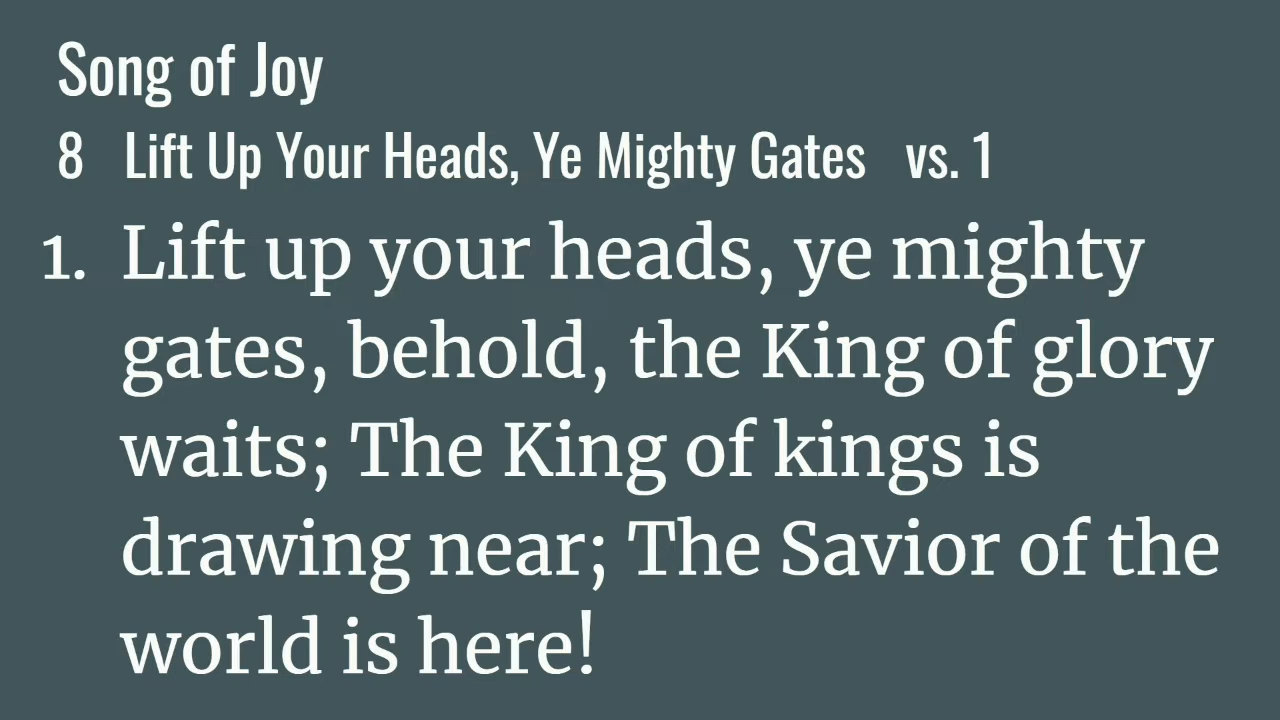 Song of Joy
8 Lift Up Your Heads, Ye Mighty Gates vs. 1
1. Lift up your heads, ye mighty
gates, behold, the King of glory
waits; The King of kings is
drawing near; The Savior of the
world is here!